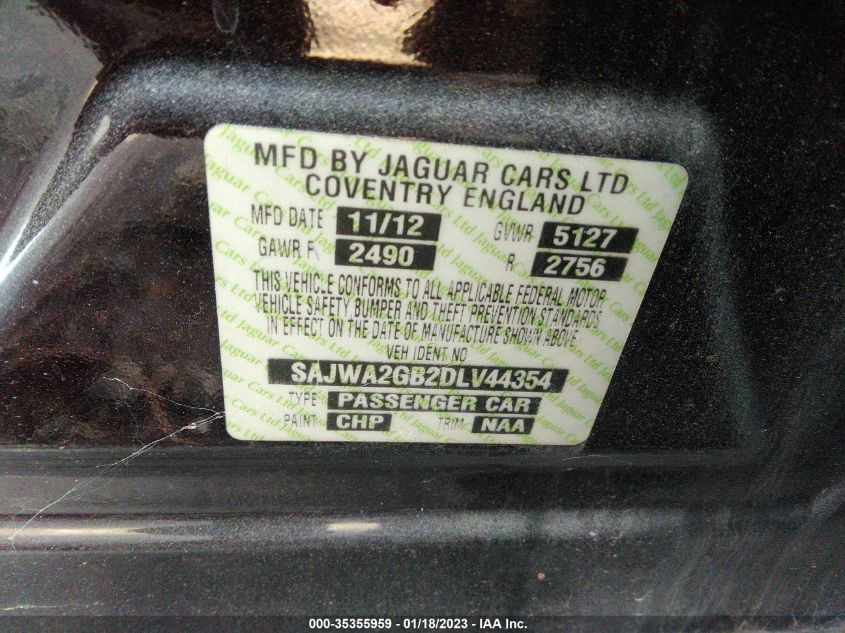 MFD BY JAGUAR CARS LTD
COVENTRY ENGLAND
MFD DATE 11/12 GVWR 5127
GAWR F 2490 R 2756
THIS VEHICLE CONFORMS TO ALL APPLICABLE FEDERAL MOTOR
VEHICLE SAFETY BUMPER AND THEFT PREVENTION STANDARDS
IN EFFECT ON THE DATE OF MANUFACTURE SHOWN ABOVE
VEH IDENT NO
SAJWA2GB2DLV44354
TYPE PASSENGER CAR
PAINT CHP TRIM NAA
000-35355959 - 01/18/2023 - IAA Inc.